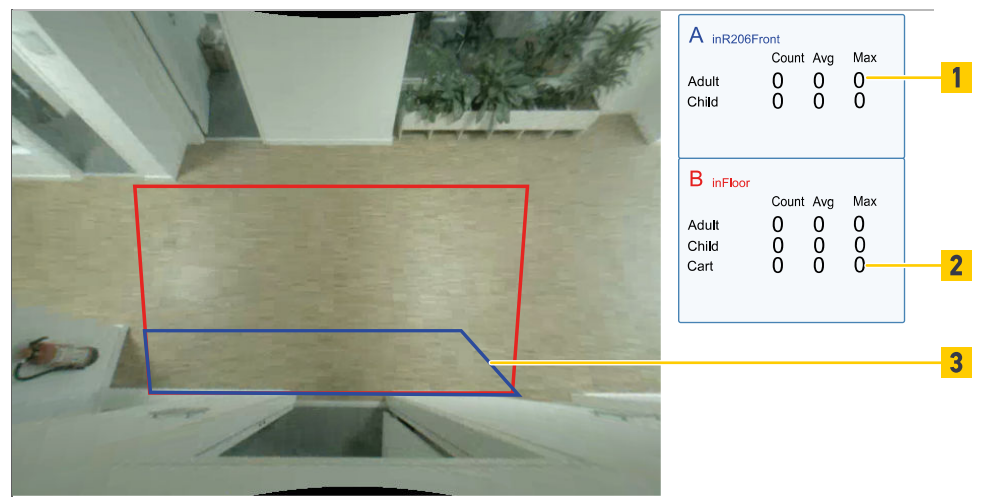 A inR206Front
Count Avg Max
Adult 0 0 0
Child 0 0 0
1
B inFloor
Count Avg Max
Adult 0 0 0
Child 0 0 0
Cart 0 0 0
2
3